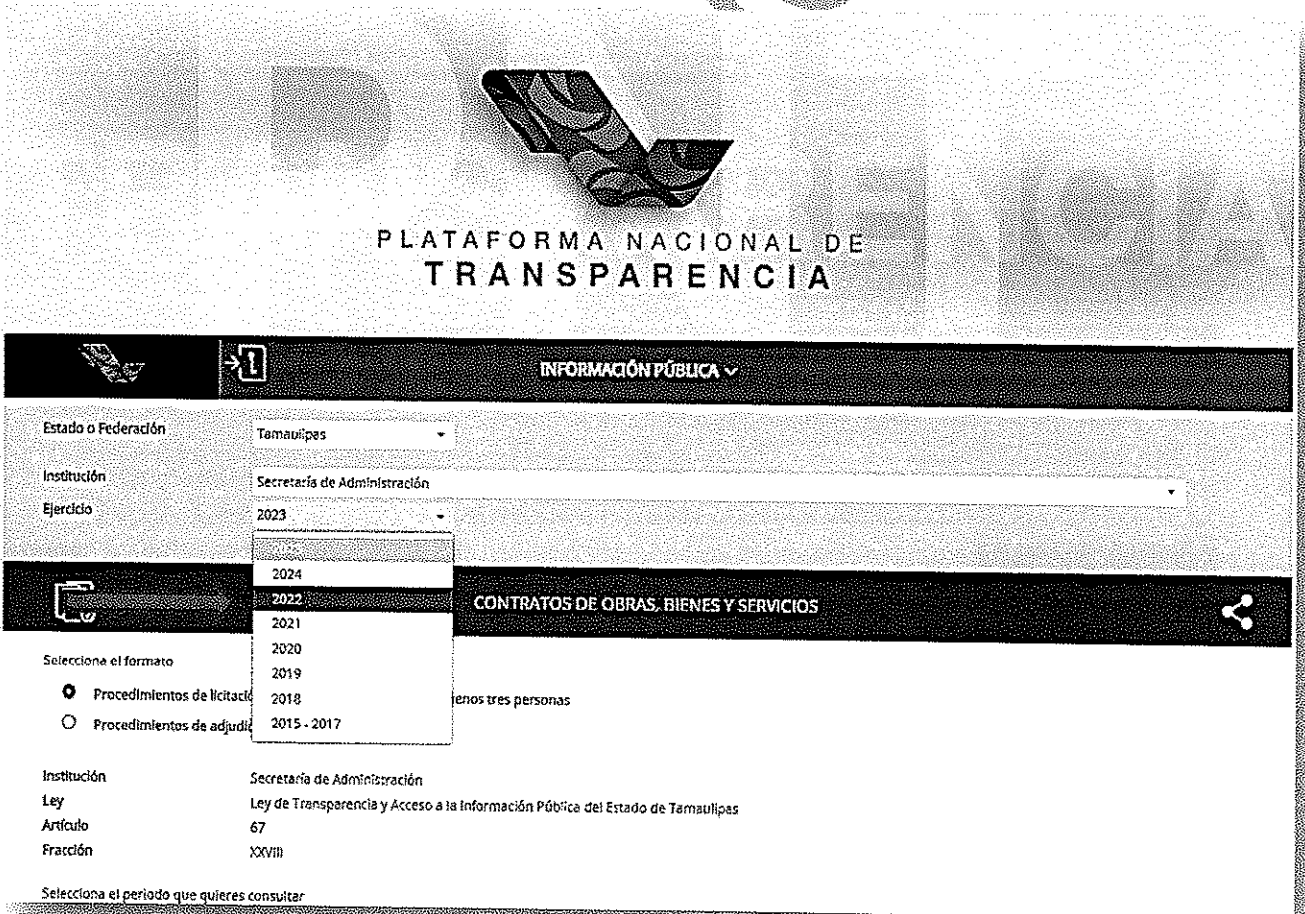 PLATAFORMA NACIONAL DE
TRANSPARENCIA
INFORMACIÓN PÚBLICA
Estado o Federación Tamaulipas
Institución Secretaría de Administración
Ejercicio 2023
2024
2022
CONTRATOS DE OBRAS, BIENES Y SERVICIOS
2021
2020
Selecciona el formato
2019
Procedimientos de licitació 2018 enos tres personas
Procedimientos de adjudi 2015 - 2017
Institución Secretaría de Administración
Ley Ley de Transparencia y Acceso a la Información Pública del Estado de Tamaulipas
Artículo 67
Fracción XXVIII
Selecciona el periodo que quieres consultar